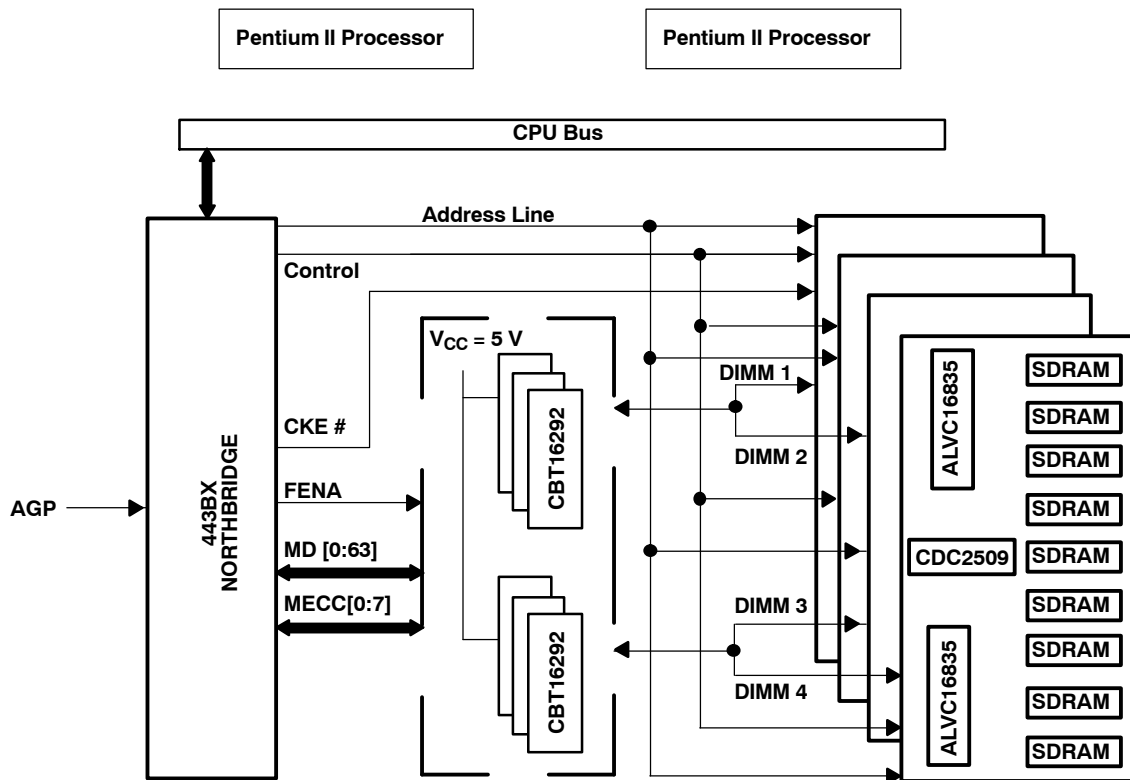 Pentium II Processor
Pentium II Processor
CPU Bus
Address Line
Control
VCC = 5 V
CBT16292
CKE #
FENA
AGP
443BX
NORTHBRIDGE
MD [0:63]
MECC[0:7]
CBT16292
DIMM 1
DIMM 2
DIMM 3
DIMM 4
ALVC16835
CDC2509
ALVC16835
SDRAM
SDRAM
SDRAM
SDRAM
SDRAM
SDRAM
SDRAM
SDRAM
SDRAM